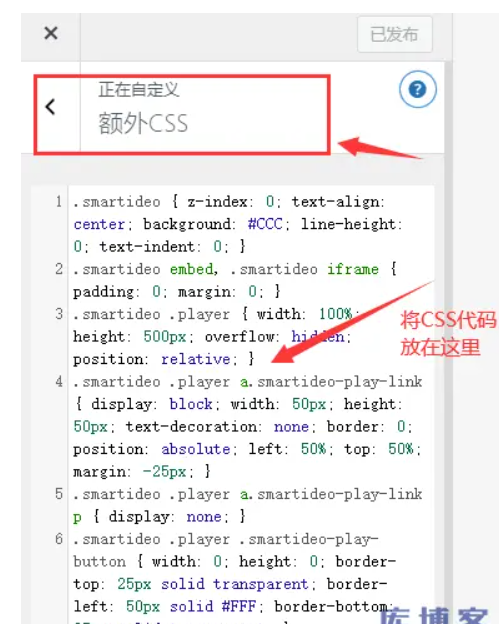 已发布
正在自定义
额外CSS
1 .smartideo { z-index: 0; text-align:
center; background: #CCC; line-height:
0; text-indent: 0; }
2 .smartideo embed, .smartideo iframe {
padding: 0; margin: 0; }
3 .smartideo .player { width: 100%;
height: 500px; overflow: hidden;
position: relative; }
将CSS代码
放在这里
4 .smartideo .player a.smartideo-play-link
{ display: block; width: 50px; height:
50px; text-decoration: none; border: 0;
position: absolute; left: 50%; top: 50%;
margin: -25px; }
5 .smartideo .player a.smartideo-play-link
p { display: none; }
6 .smartideo .player .smartideo-play-
button { width: 0; height: 0; border-
top: 25px solid transparent; border-
left: 50px solid #FFF; border-bottom:
库博客